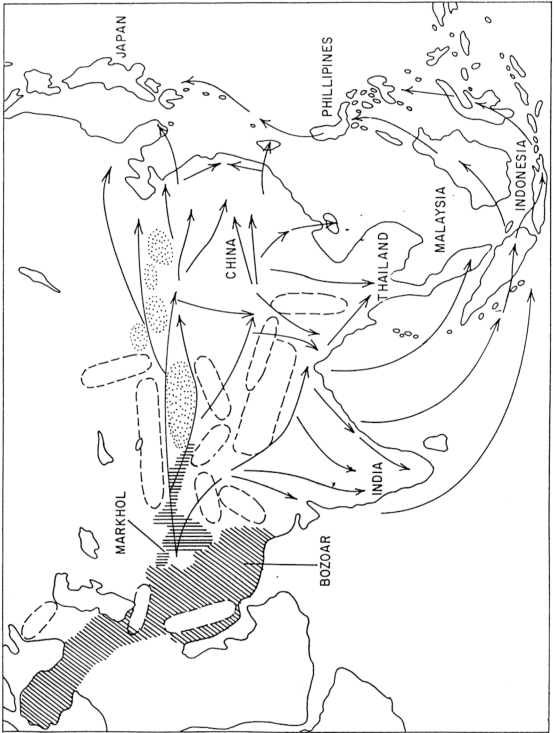 JAPAN
PHILLIPINES
CHINA
MALAYSIA
INDONESIA
THAILAND
INDIA
MARKHOL
BOZOAR